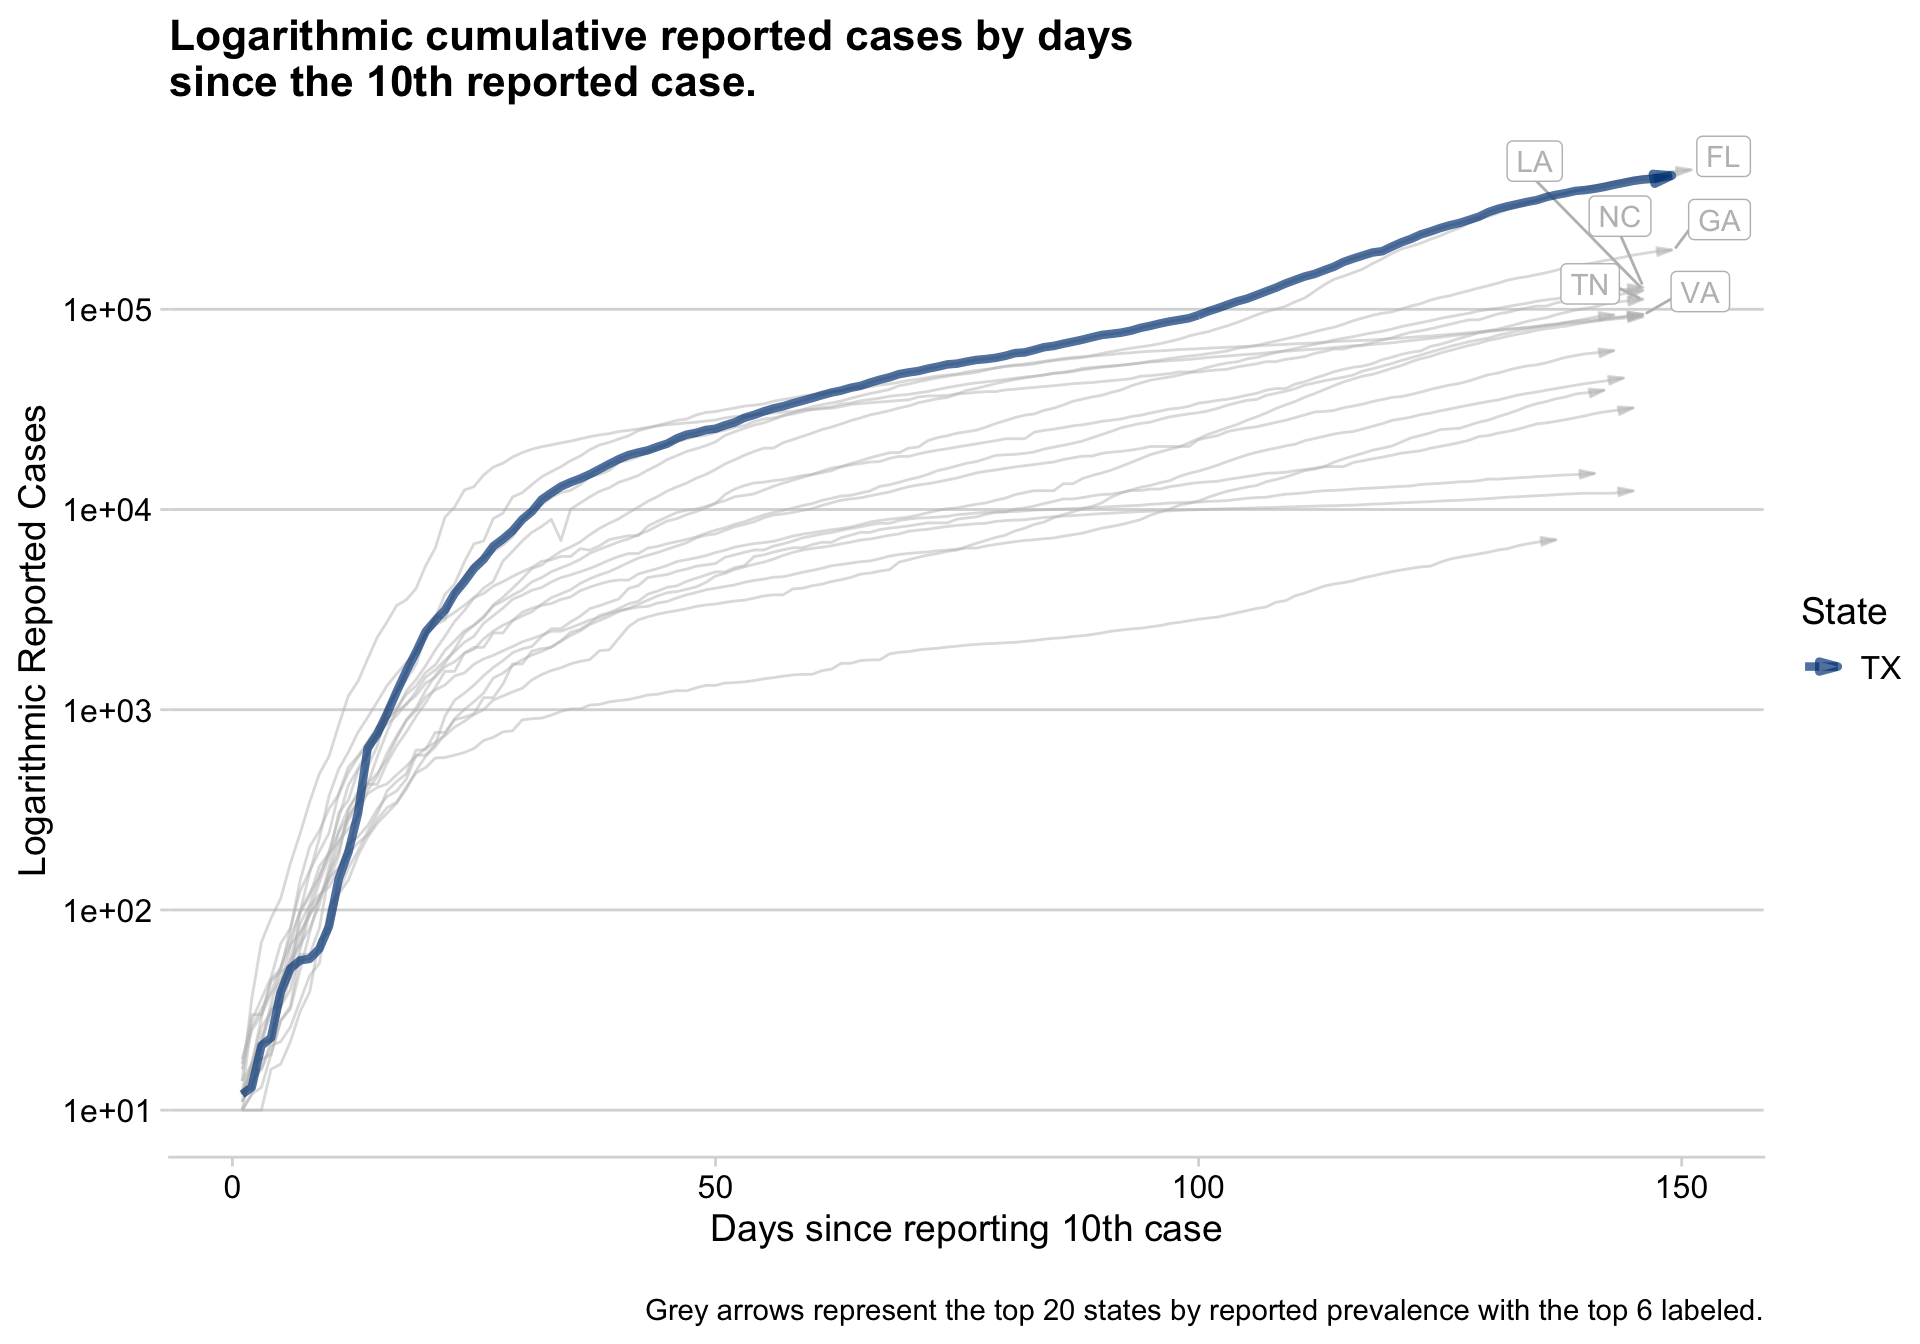 Logarithmic cumulative reported cases by days
since the 10th reported case.
LA
FL
NC
GA
TN
VA
1e+05
1e+04
1e+03
1e+02
1e+01
Logarithmic Reported Cases
State
TX
0
50
100
150
Days since reporting 10th case
Grey arrows represent the top 20 states by reported prevalence with the top 6 labeled.